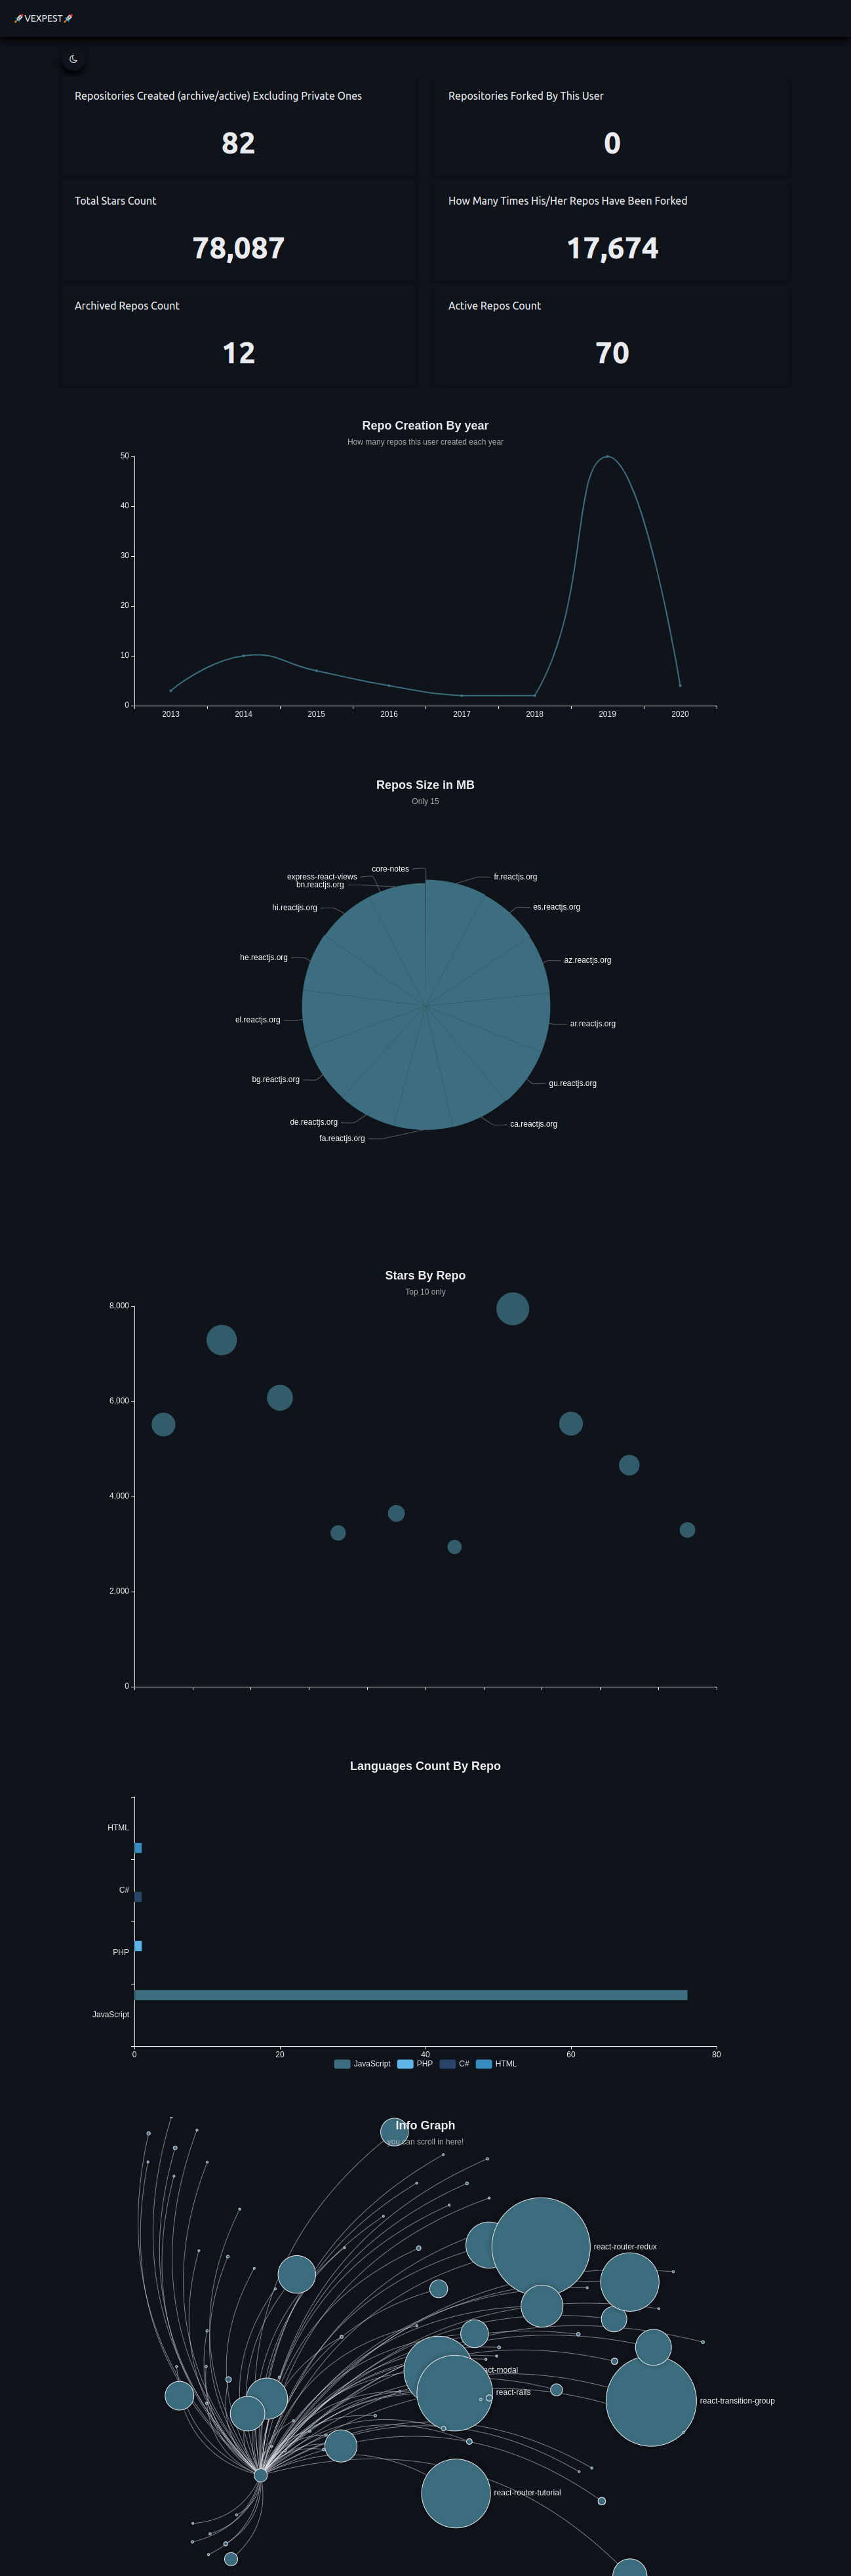 🚀VEXPEST🚀
Repositories Created (archive/active) Excluding Private Ones
82
Repositories Forked By This User
0
Total Stars Count
78,087
How Many Times His/Her Repos Have Been Forked
17,674
Archived Repos Count
12
Active Repos Count
70
Repo Creation By year
How many repos this user created each year
50
40
30
20
10
0
2013 2014 2015 2016 2017 2018 2019 2020
Repos Size in MB
Only 15
core-notes
express-react-views
fr.reactjs.org
bn.reactjs.org
hi.reactjs.org
es.reactjs.org
he.reactjs.org
az.reactjs.org
el.reactjs.org
ar.reactjs.org
bg.reactjs.org
gu.reactjs.org
de.reactjs.org
ca.reactjs.org
fa.reactjs.org
Stars By Repo
Top 10 only
8,000
6,000
4,000
2,000
0
Languages Count By Repo
HTML
C#
PHP
JavaScript
0 20 40 60 80
JavaScript PHP C# HTML
Info Graph
you can scroll in here!
react-router-redux
act-modal
react-rails
react-transition-group
react-router-tutorial